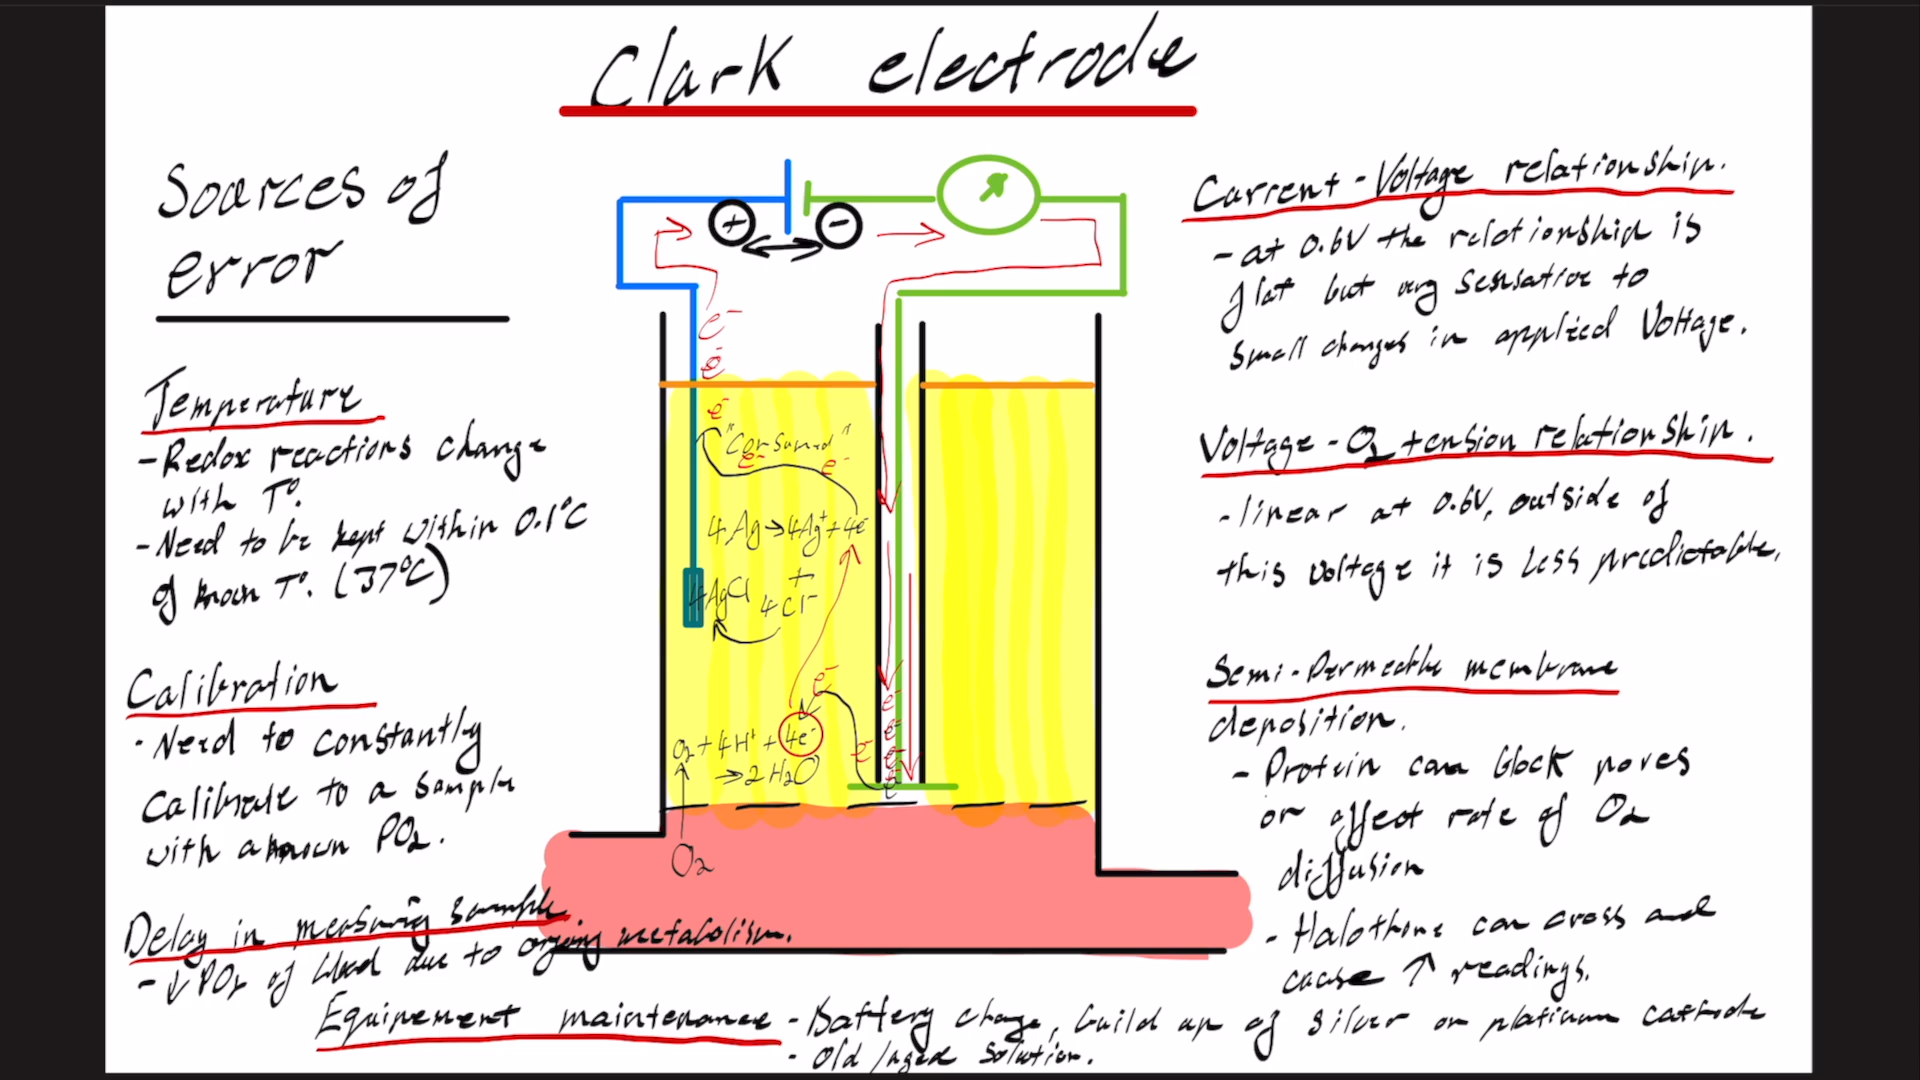 Clark electrode
Sources of
error
Temperature
- Redox reactions change
with T°.
- Need to be kept within 0.1°C
of known T°. (37°C)
Calibration
- Need to constantly
Calibrate to a sample
with a known PO2.
Delay in measuring sample.
- ↓ PO2 of blood due to ongoing metabolism.
Equipement maintenance - Battery charge, build up of silver on platinum cathode
- Old/aged solution.
+
-
e-
e-
e-
"Consumed"
e- e-
4Ag → 4Ag+ + 4e-
+
4AgCl 4Cl-
e-
O2 + 4H+ + 4e-
→ 2H2O
e-
e-
e-
e-
e-
O2
Current - Voltage relationship.
- at 0.6V the relationship is
flat but very sensative to
small changes in applied Voltage.
Voltage - O2 tension relationship.
- linear at 0.6V, outside of
this voltage it is less predictable.
Semi-Permeable membrane
deposition.
- Protein can block pores
or affect rate of O2
diffusion
- Halothane can cross and
cause ↑ readings.